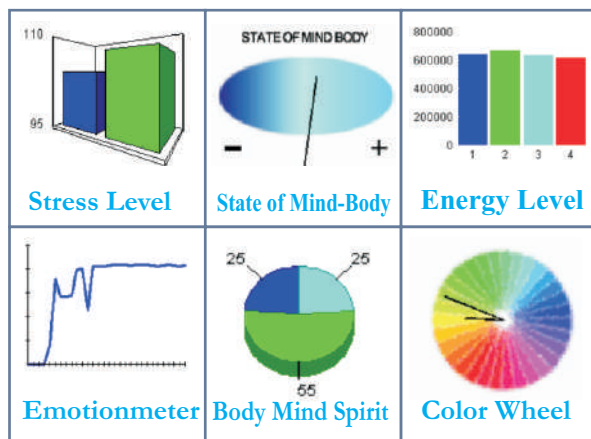 110
95
Stress Level
STATE OF MIND BODY
- +
State of Mind-Body
800000
600000
400000
200000
0
1 2 3 4
Energy Level
Emotionmeter
25 25
55
Body Mind Spirit
Color Wheel